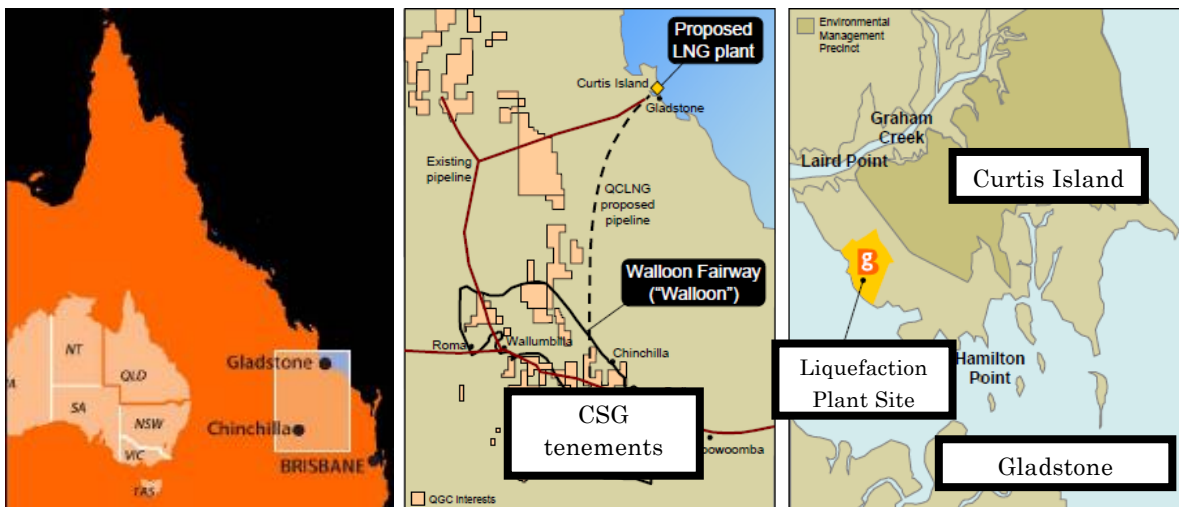 NT
QLD
SA
NSW
VIC
TAS
Gladstone
Chinchilla
BRISBANE
Proposed
LNG plant
Curtis Island
Gladstone
Existing
pipeline
QCLNG
proposed
pipeline
Walloon Fairway
("Walloon")
Roma
Wallumbilla
Chinchilla
CSG
tenements
owoomba
QGC Interests
Environmental
Management
Precinct
Graham
Creek
Laird Point
Curtis Island
Bg
Hamilton
Point
Liquefaction
Plant Site
Gladstone